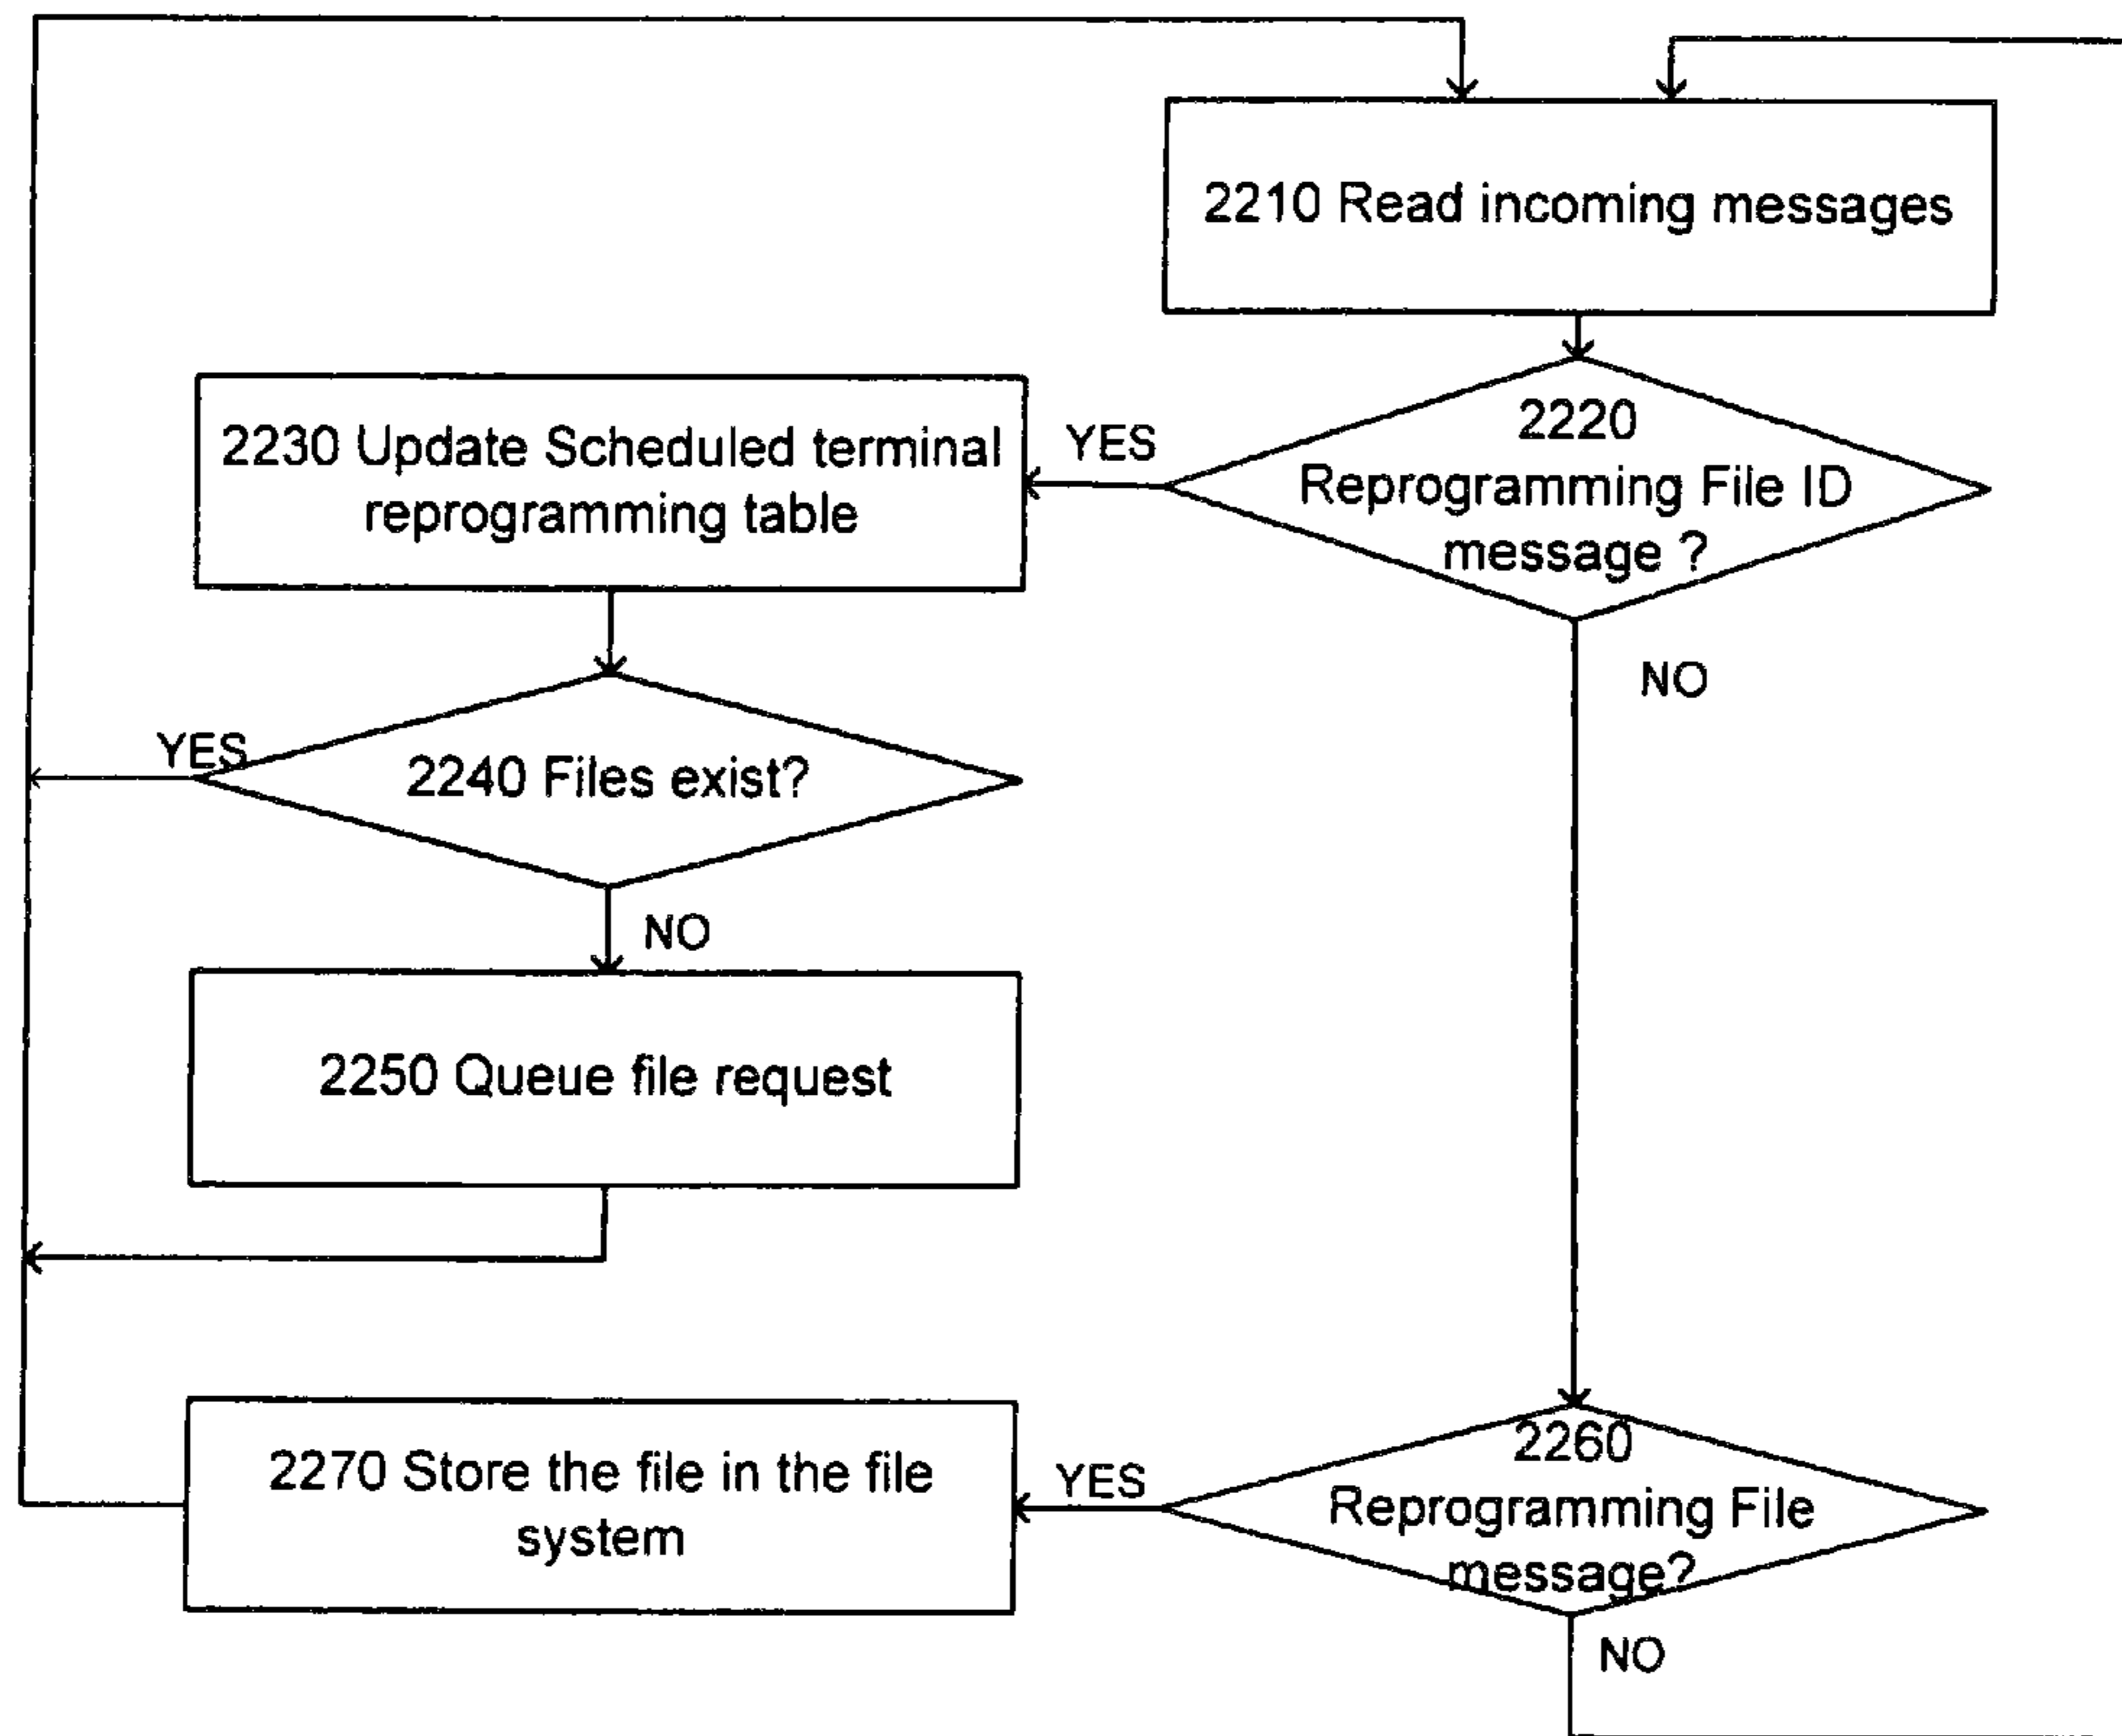 2210 Read incoming messages
2220
Reprogramming File ID
message ?
YES
NO
2230 Update Scheduled terminal
reprogramming table
2240 Files exist?
YES
NO
2250 Queue file request
2260
Reprogramming File
message?
YES
NO
2270 Store the file in the file
system